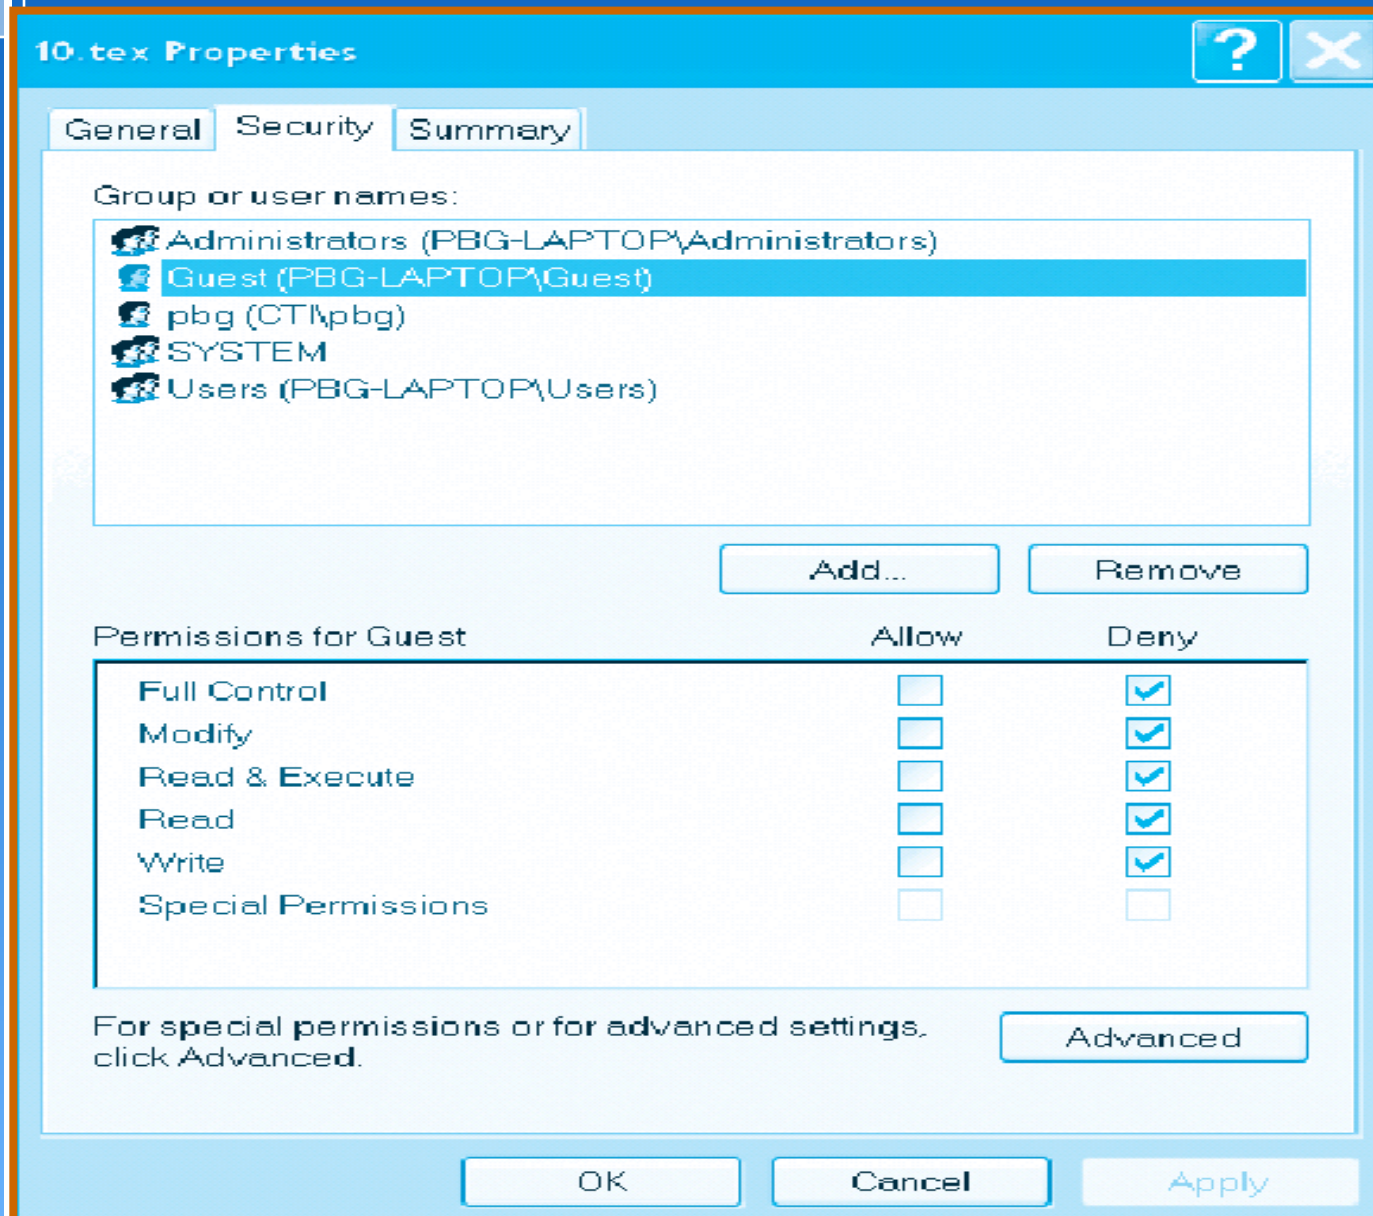 10.tex Properties
?
General Security Summary
Group or user names:
Administrators (PBG-LAPTOP\Administrators)
Guest (PBG-LAPTOP\Guest)
pbg (CTI\pbg)
SYSTEM
Users (PBG-LAPTOP\Users)
Add... Remove
Permissions for Guest Allow Deny
Full Control
Modify
Read & Execute
Read
Write
Special Permissions
For special permissions or for advanced settings,
click Advanced.
Advanced
OK Cancel Apply